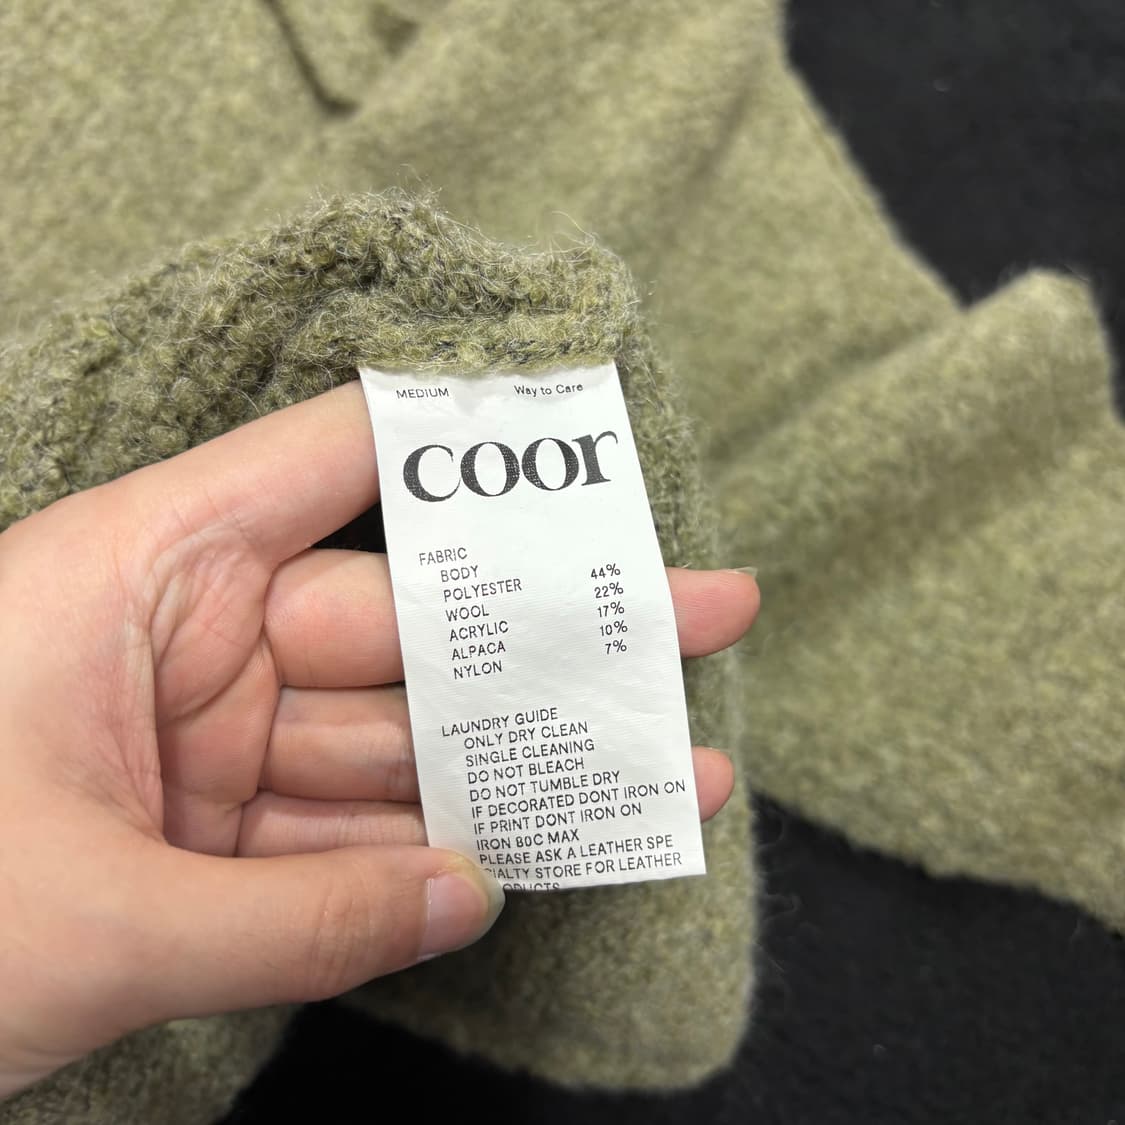 MEDIUM Way to Care
coor
FABRIC
BODY 44%
POLYESTER 22%
WOOL 17%
ACRYLIC 10%
ALPACA 7%
NYLON
LAUNDRY GUIDE
ONLY DRY CLEAN
SINGLE CLEANING
DO NOT BLEACH
DO NOT TUMBLE DRY
IF DECORATED DONT IRON ON
IF PRINT DONT IRON ON
IRON 80C MAX
PLEASE ASK A LEATHER SPE
CIALTY STORE FOR LEATHER